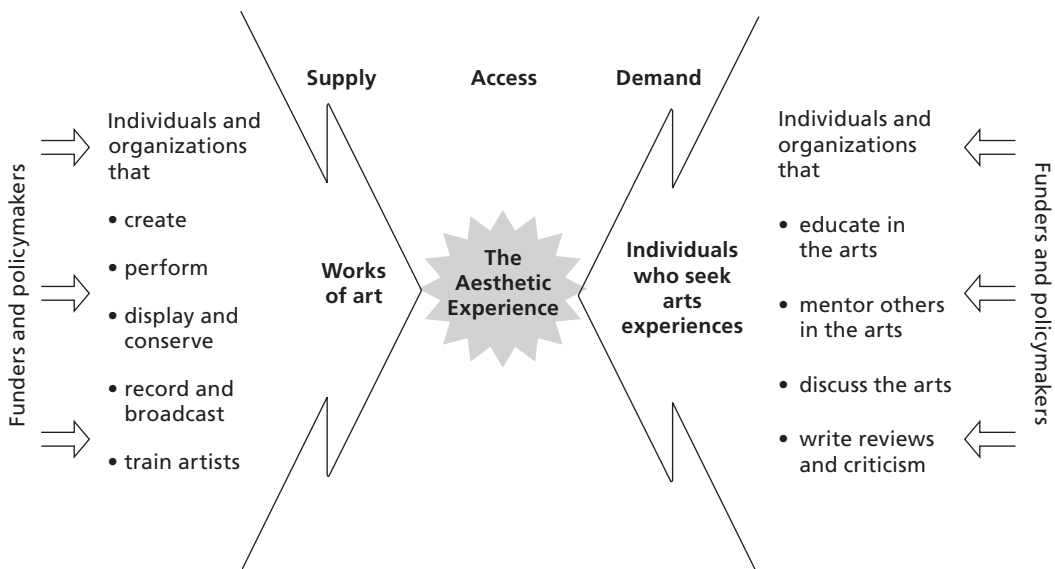 Supply
Access
Demand
Funders and policymakers
Individuals and
organizations
that
• create
• perform
• display and
conserve
• record and
broadcast
• train artists
Works
of art
The
Aesthetic
Experience
Individuals
who seek
arts
experiences
Individuals and
organizations
that
• educate in
the arts
• mentor others
in the arts
• discuss the arts
• write reviews
and criticism
Funders and policymakers